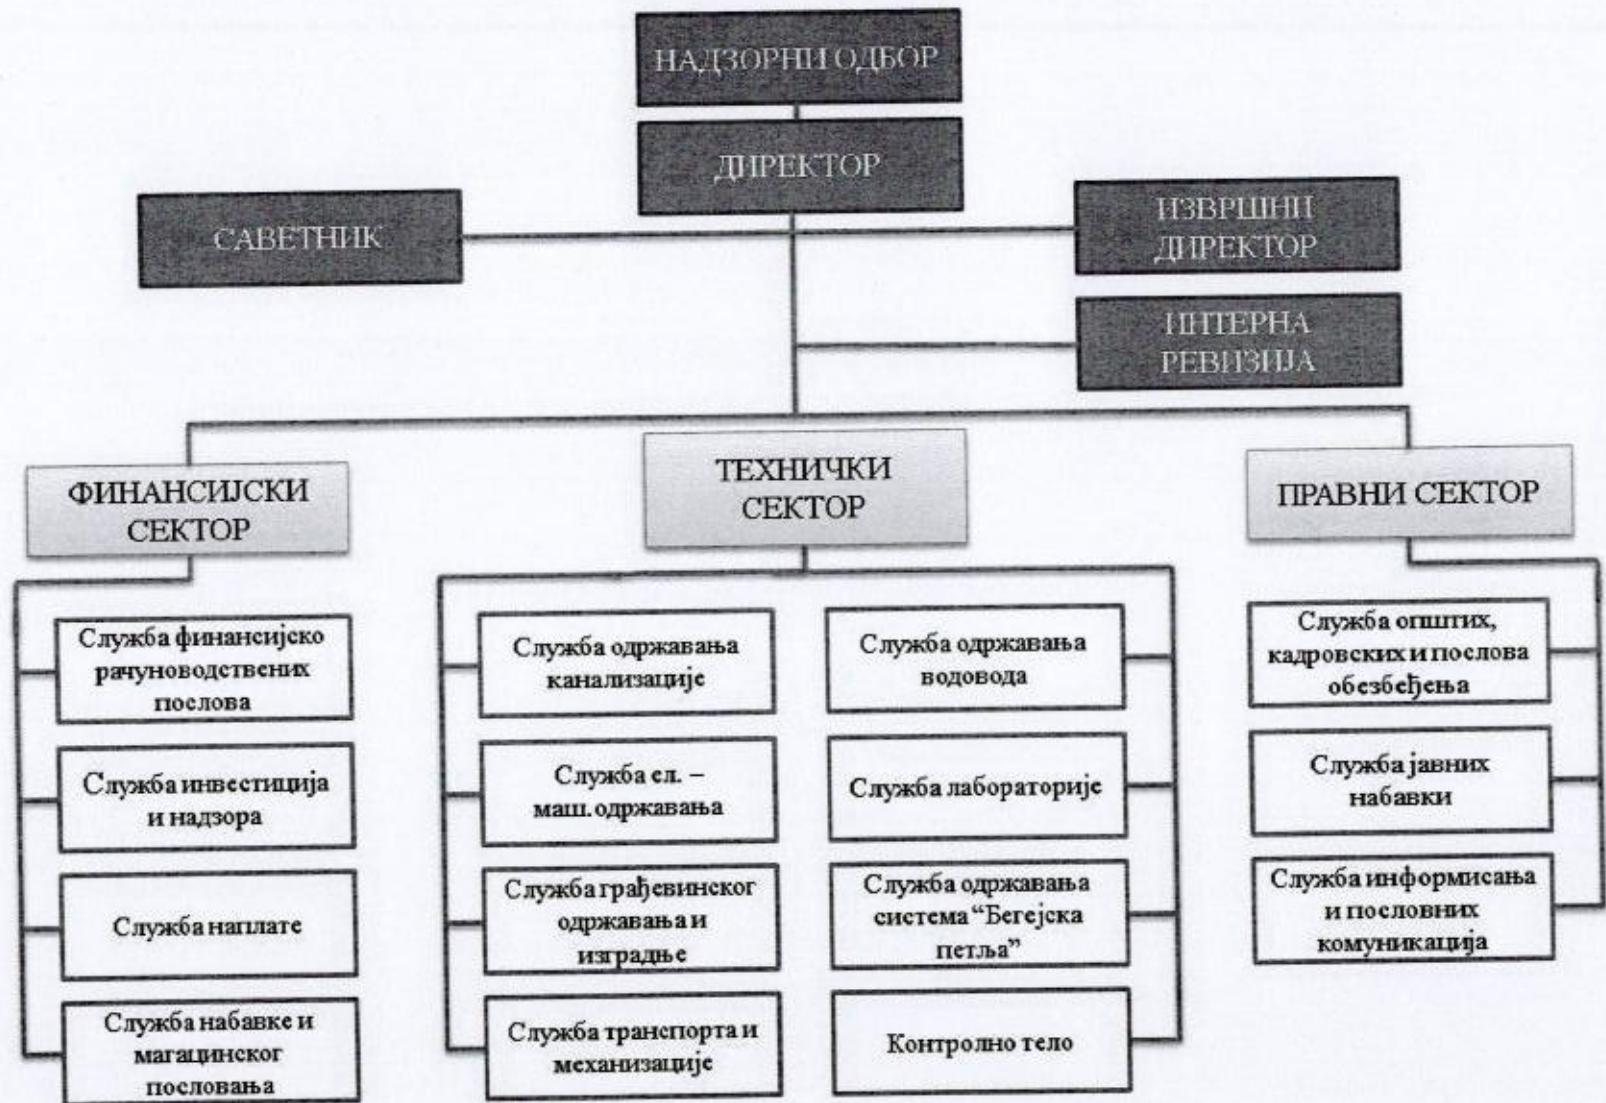 НАДЗОРНИ ОДБОР
ДИРЕКТОР
САВЕТНИК
ИЗВРШНИ
ДИРЕКТОР
ИНТЕРНА
РЕВИЗИЈА
ФИНАНСИЈСКИ
СЕКТОР
ТЕХНИЧКИ
СЕКТОР
ПРАВНИ СЕКТОР
Служба финансијско
рачуноводствених
послова
Служба инвестиција
и надзора
Служба наплате
Служба набавке и
магацинског
пословања
Служба одржавања
канализације
Служба ел. –
маш. одржавања
Служба грађевинског
одржавања и
изградње
Служба транспорта и
механизације
Служба одржавања
водовода
Служба лабораторије
Служба одржавања
система “Бегејска
петља”
Контролно тело
Служба општих,
кадровских и послова
обезбеђења
Служба јавних
набавки
Служба информисања
и пословних
комуникација